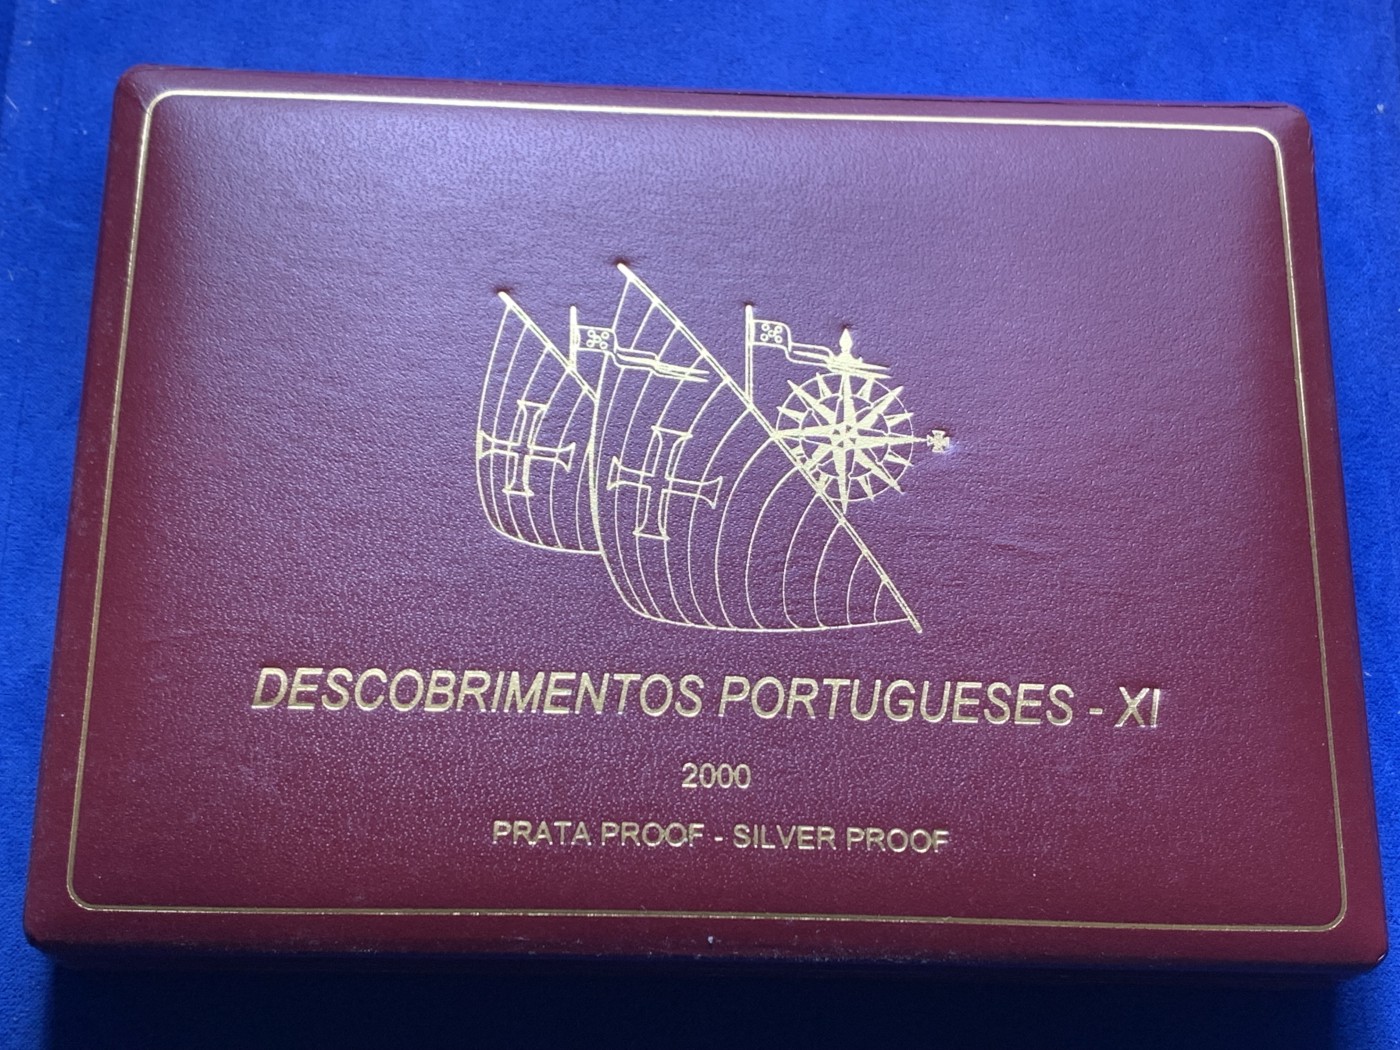 DESCOBRIMENTOS PORTUGUESES - XI
2000
PRATA PROOF - SILVER PROOF